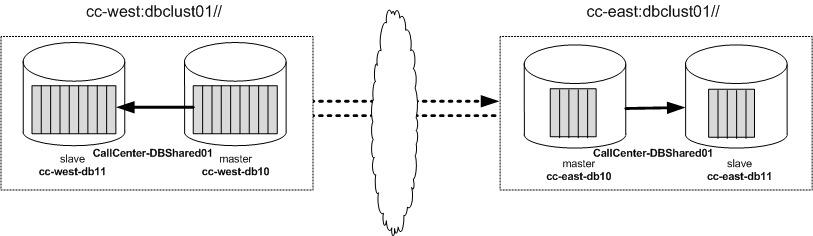 cc-west:dbclust01//
cc-east:dbclust01//
CallCenter-DBShared01
slave
cc-west-db11
master
cc-west-db10
CallCenter-DBShared01
master
cc-east-db10
slave
cc-east-db11